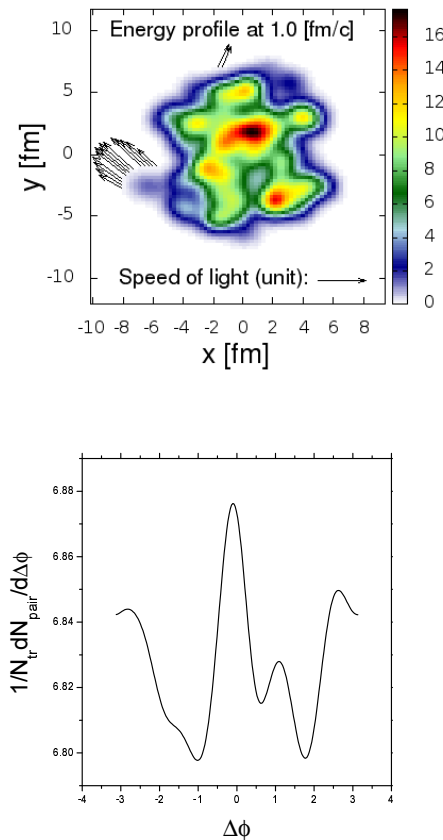 Energy profile at 1.0 [fm/c]
10
5
0
-5
-10
y [fm]
Speed of light (unit):
-10 -8 -6 -4 -2 0 2 4 6 8
x [fm]
16
14
12
10
8
6
4
2
0
6.88
6.86
6.84
6.82
6.80
1/N_tr dN_pair/dΔϕ
-4 -3 -2 -1 0 1 2 3 4
Δϕ